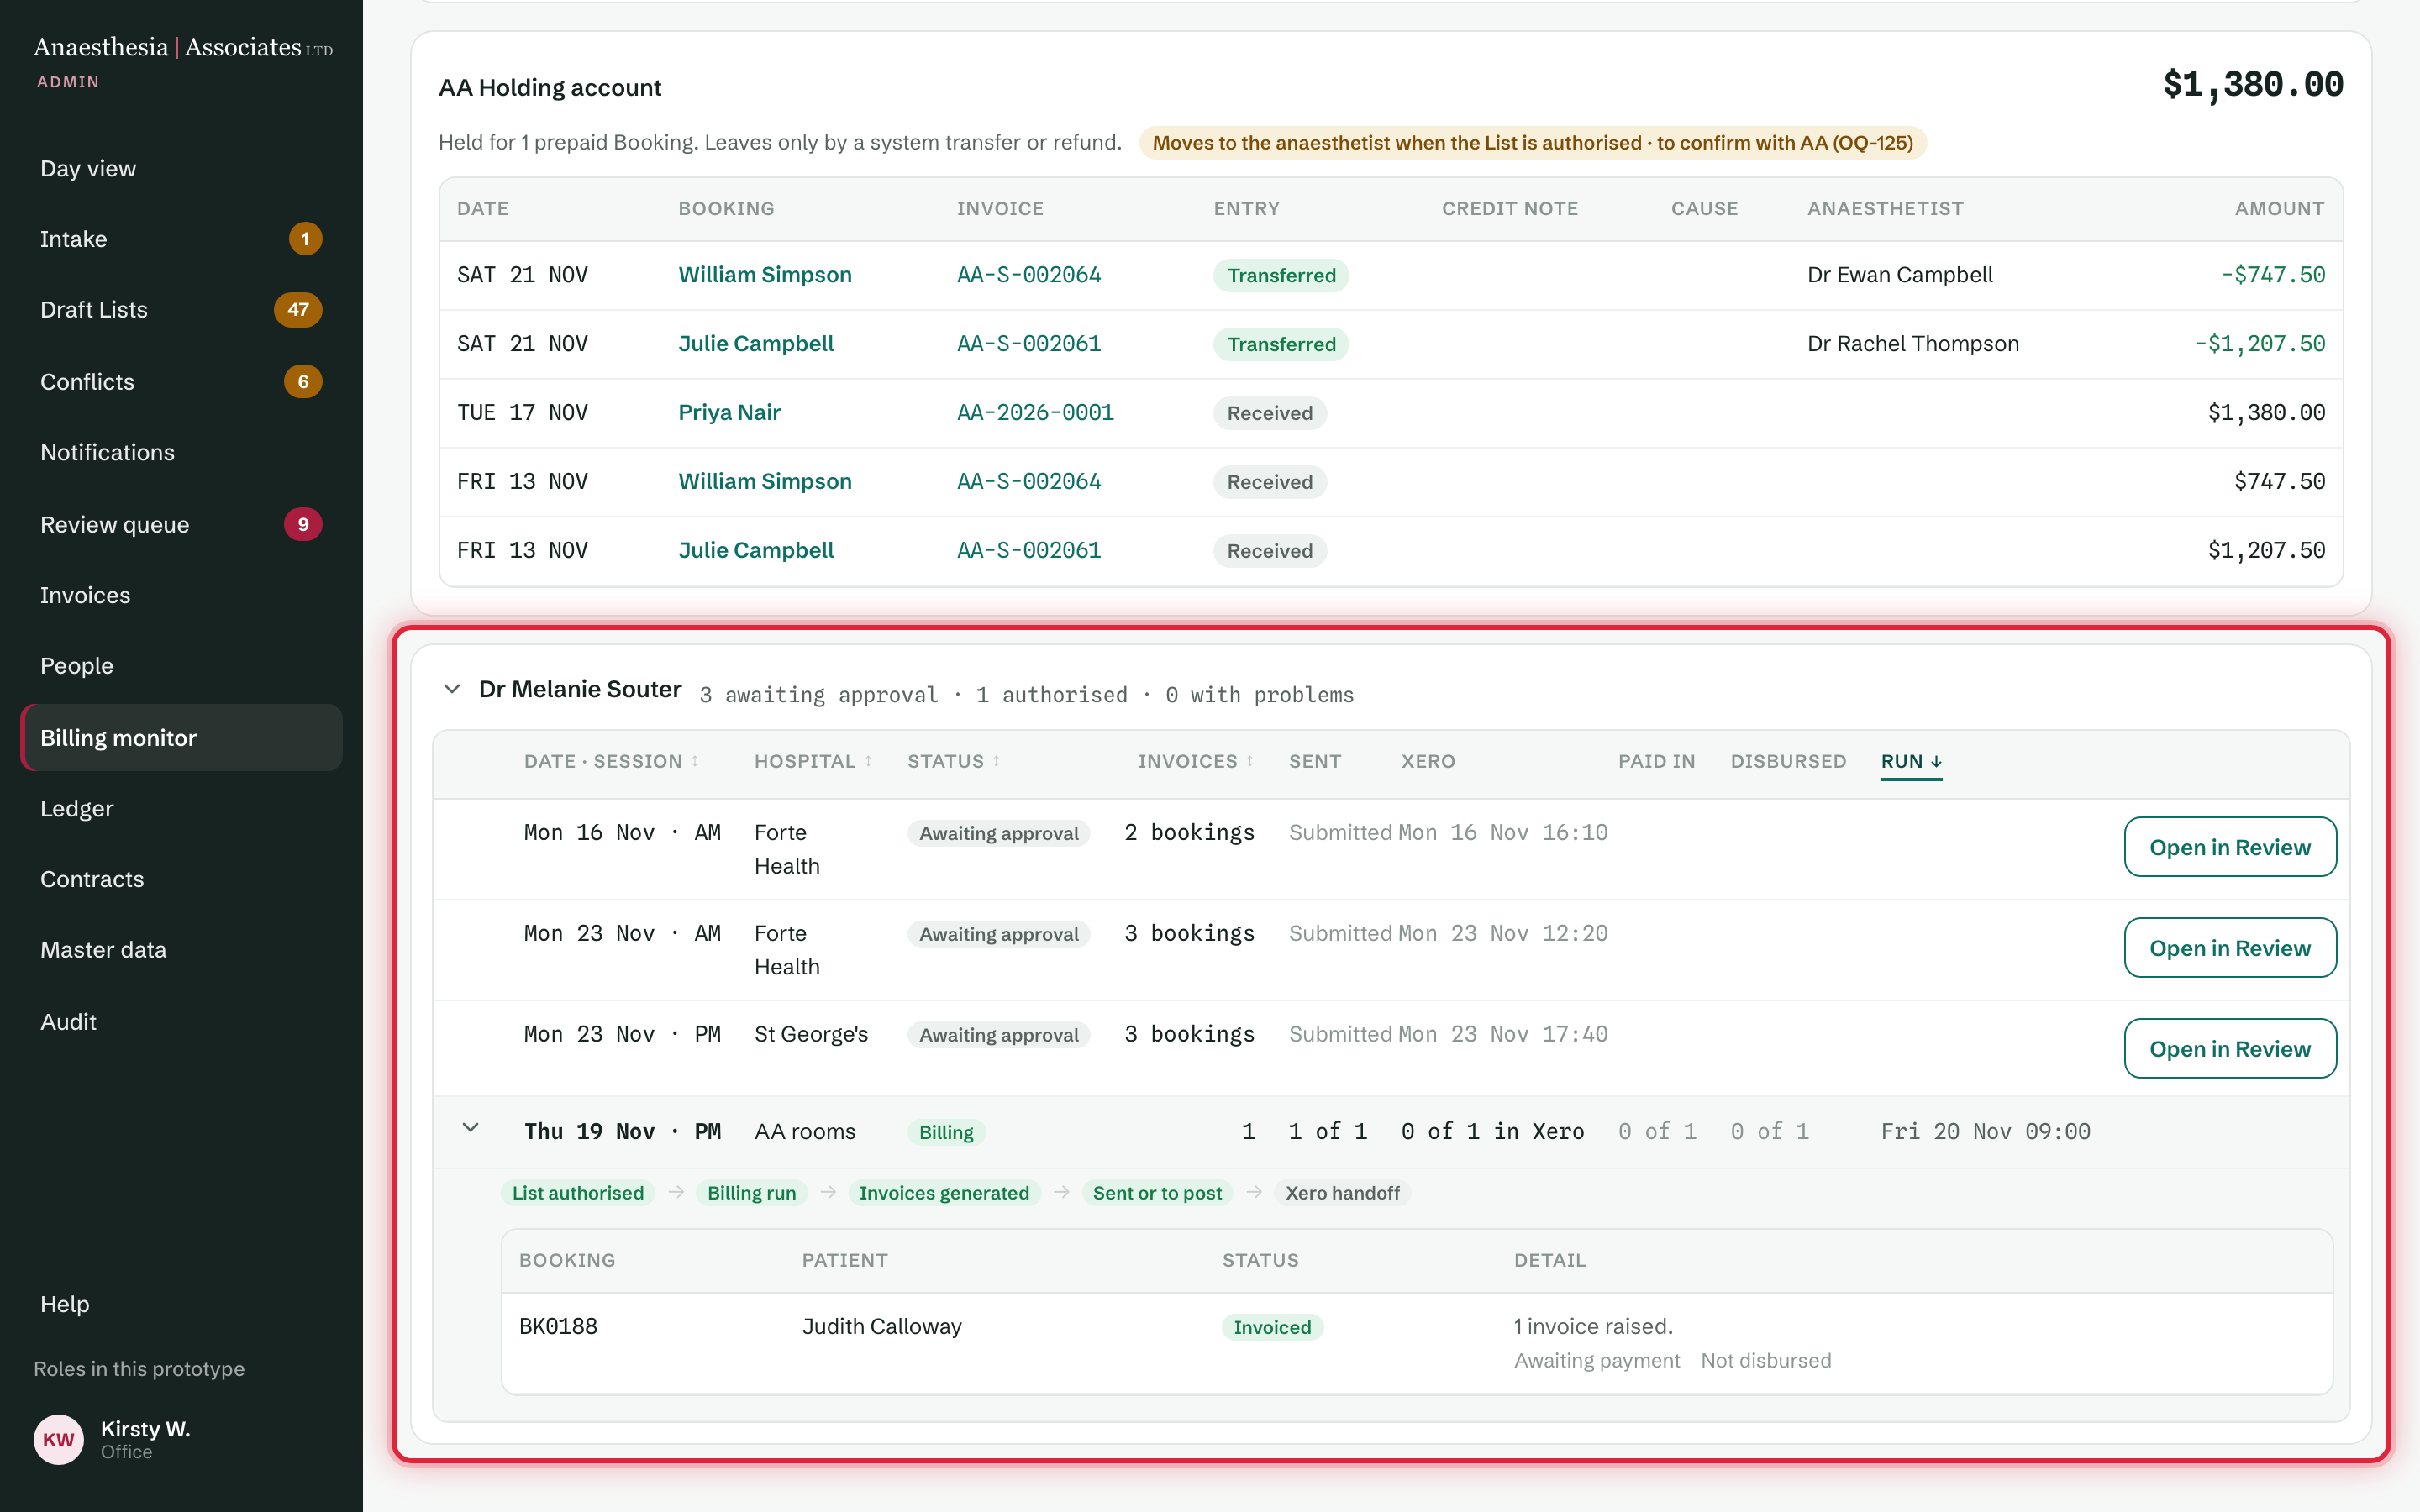 Anaesthesia | Associates LTD
ADMIN
Day view
Intake 1
Draft Lists 47
Conflicts 6
Notifications
Review queue 9
Invoices
People
Billing monitor
Ledger
Contracts
Master data
Audit
Help
Roles in this prototype
KW Kirsty W.
Office
AA Holding account $1,380.00
Held for 1 prepaid Booking. Leaves only by a system transfer or refund. Moves to the anaesthetist when the List is authorised · to confirm with AA (OQ-125)
DATE BOOKING INVOICE ENTRY CREDIT NOTE CAUSE ANAESTHETIST AMOUNT
SAT 21 NOV William Simpson AA-S-002064 Transferred Dr Ewan Campbell -$747.50
SAT 21 NOV Julie Campbell AA-S-002061 Transferred Dr Rachel Thompson -$1,207.50
TUE 17 NOV Priya Nair AA-2026-0001 Received $1,380.00
FRI 13 NOV William Simpson AA-S-002064 Received $747.50
FRI 13 NOV Julie Campbell AA-S-002061 Received $1,207.50
Dr Melanie Souter 3 awaiting approval · 1 authorised · 0 with problems
DATE · SESSION ↕ HOSPITAL ↕ STATUS ↕ INVOICES ↕ SENT XERO PAID IN DISBURSED RUN ↓
Mon 16 Nov · AM Forte Health Awaiting approval 2 bookings Submitted Mon 16 Nov 16:10 Open in Review
Mon 23 Nov · AM Forte Health Awaiting approval 3 bookings Submitted Mon 23 Nov 12:20 Open in Review
Mon 23 Nov · PM St George's Awaiting approval 3 bookings Submitted Mon 23 Nov 17:40 Open in Review
Thu 19 Nov · PM AA rooms Billing 1 1 of 1 0 of 1 in Xero 0 of 1 0 of 1 Fri 20 Nov 09:00
List authorised → Billing run → Invoices generated → Sent or to post → Xero handoff
BOOKING PATIENT STATUS DETAIL
BK0188 Judith Calloway Invoiced 1 invoice raised.
Awaiting payment Not disbursed